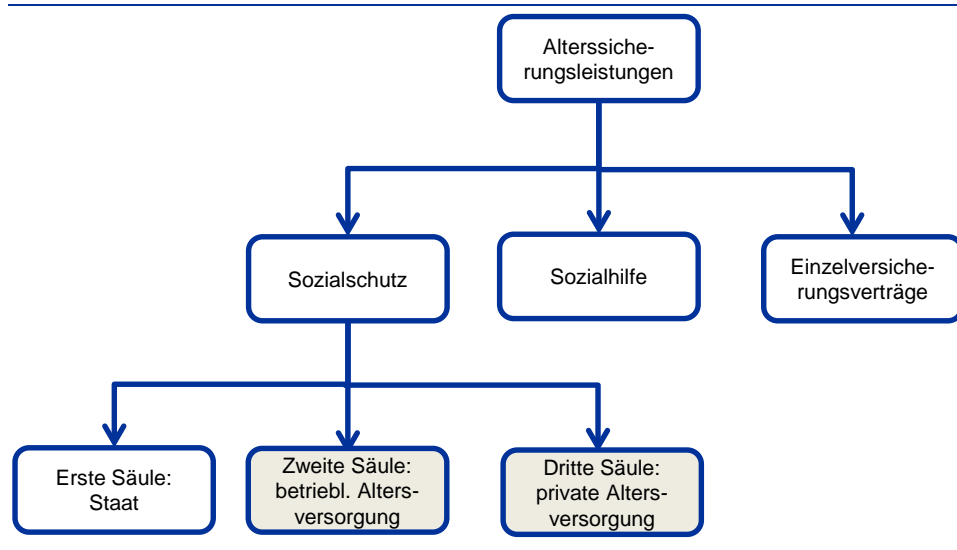 Alterssiche-
rungsleistungen
Sozialschutz
Sozialhilfe
Einzelversiche-
rungsverträge
Erste Säule:
Staat
Zweite Säule:
betriebl. Alters-
versorgung
Dritte Säule:
private Alters-
versorgung